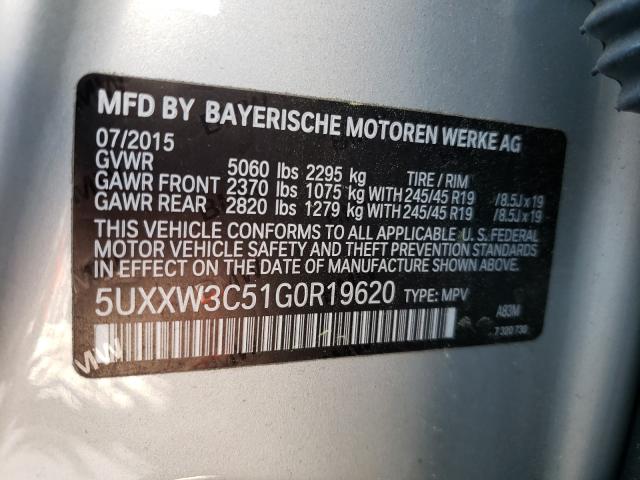 MFD BY BAYERISCHE MOTOREN WERKE AG
07/2015
GVWR 5060 lbs 2295 kg TIRE / RIM
GAWR FRONT 2370 lbs 1075 kg WITH 245/45 R19 /8.5J x 19
GAWR REAR 2820 lbs 1279 kg WITH 245/45 R19 /8.5J x 19
THIS VEHICLE CONFORMS TO ALL APPLICABLE U.S. FEDERAL
MOTOR VEHICLE SAFETY AND THEFT PREVENTION STANDARDS
IN EFFECT ON THE DATE OF MANUFACTURE SHOWN ABOVE.
5UXXW3C51G0R19620 TYPE: MPV A83M
7 320 730